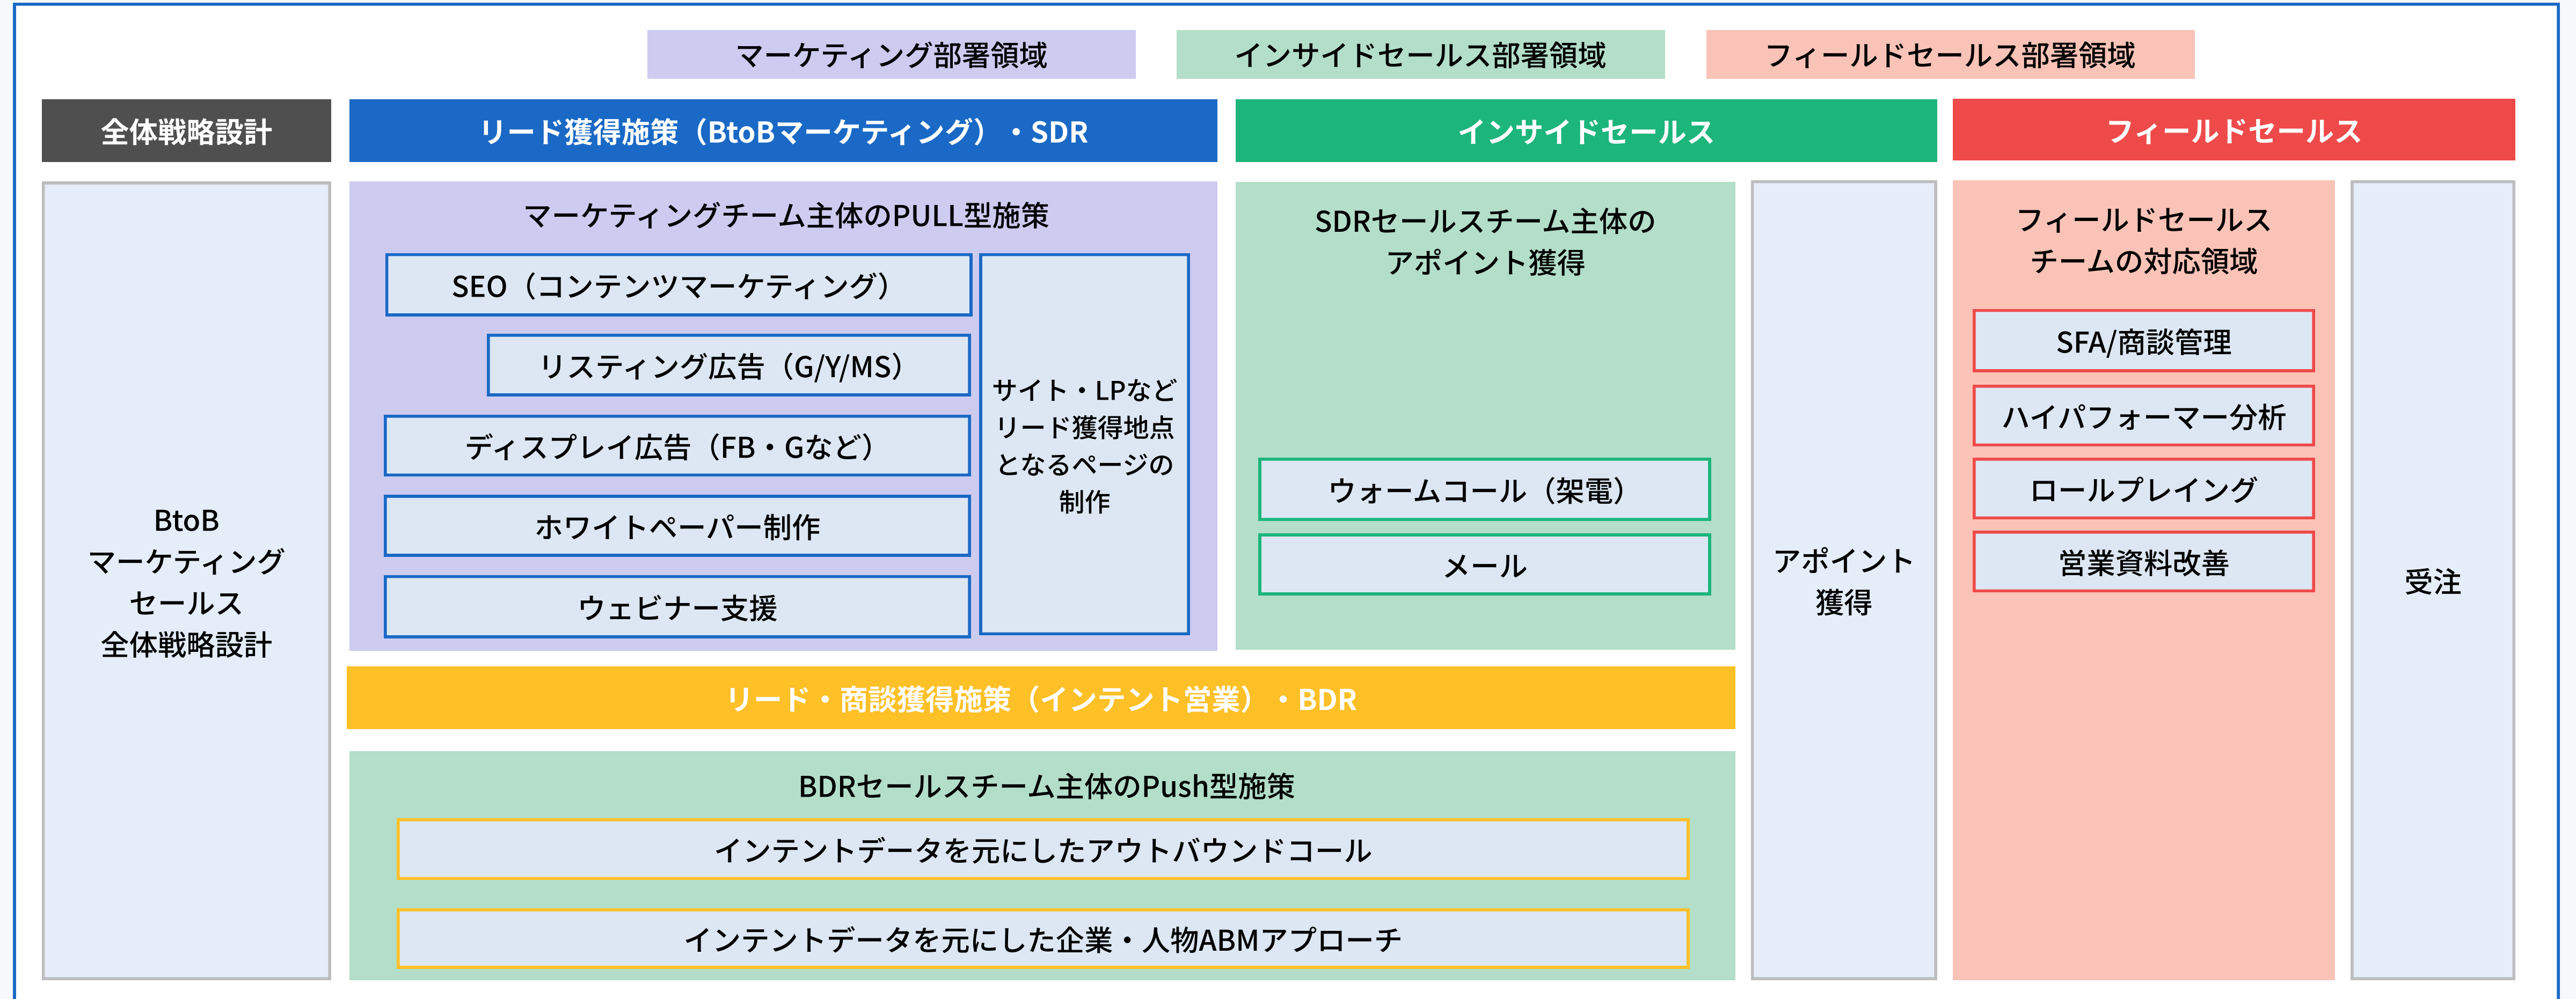 マーケティング部署領域
インサイドセールス部署領域
フィールドセールス部署領域
全体戦略設計
リード獲得施策（BtoBマーケティング）・SDR
インサイドセールス
フィールドセールス
BtoB
マーケティング
セールス
全体戦略設計
マーケティングチーム主体のPULL型施策
SEO（コンテンツマーケティング）
リスティング広告（G/Y/MS）
ディスプレイ広告（FB・Gなど）
ホワイトペーパー制作
ウェビナー支援
サイト・LPなど
リード獲得地点
となるページの
制作
SDRセールスチーム主体の
アポイント獲得
ウォームコール（架電）
メール
リード・商談獲得施策（インテント営業）・BDR
BDRセールスチーム主体のPush型施策
インテントデータを元にしたアウトバウンドコール
インテントデータを元にした企業・人物ABMアプローチ
アポイント
獲得
フィールドセールス
チームの対応領域
SFA/商談管理
ハイパフォーマー分析
ロールプレイング
営業資料改善
受注